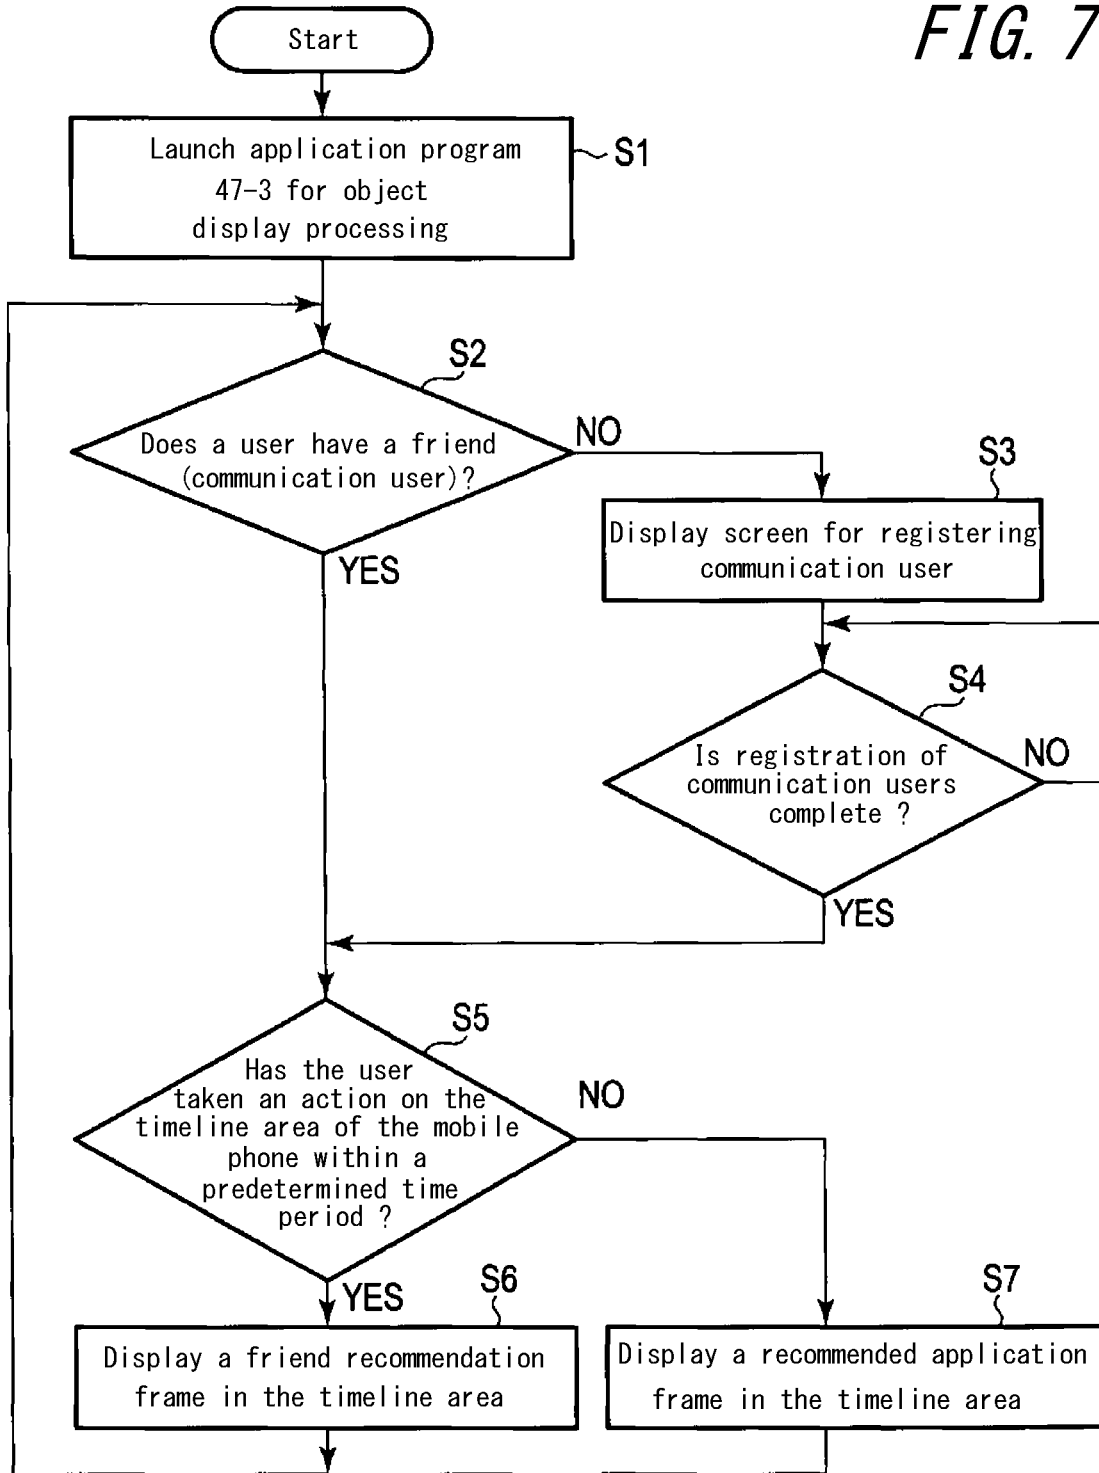 FIG. 7
Start
Launch application program
47-3 for object
display processing
S1
S2
Does a user have a friend
(communication user)?
NO
YES
S3
Display screen for registering
communication user
S4
Is registration of
communication users
complete ?
NO
YES
S5
Has the user
taken an action on the
timeline area of the mobile
phone within a
predetermined time
period ?
NO
YES
S6
Display a friend recommendation
frame in the timeline area
S7
Display a recommended application
frame in the timeline area